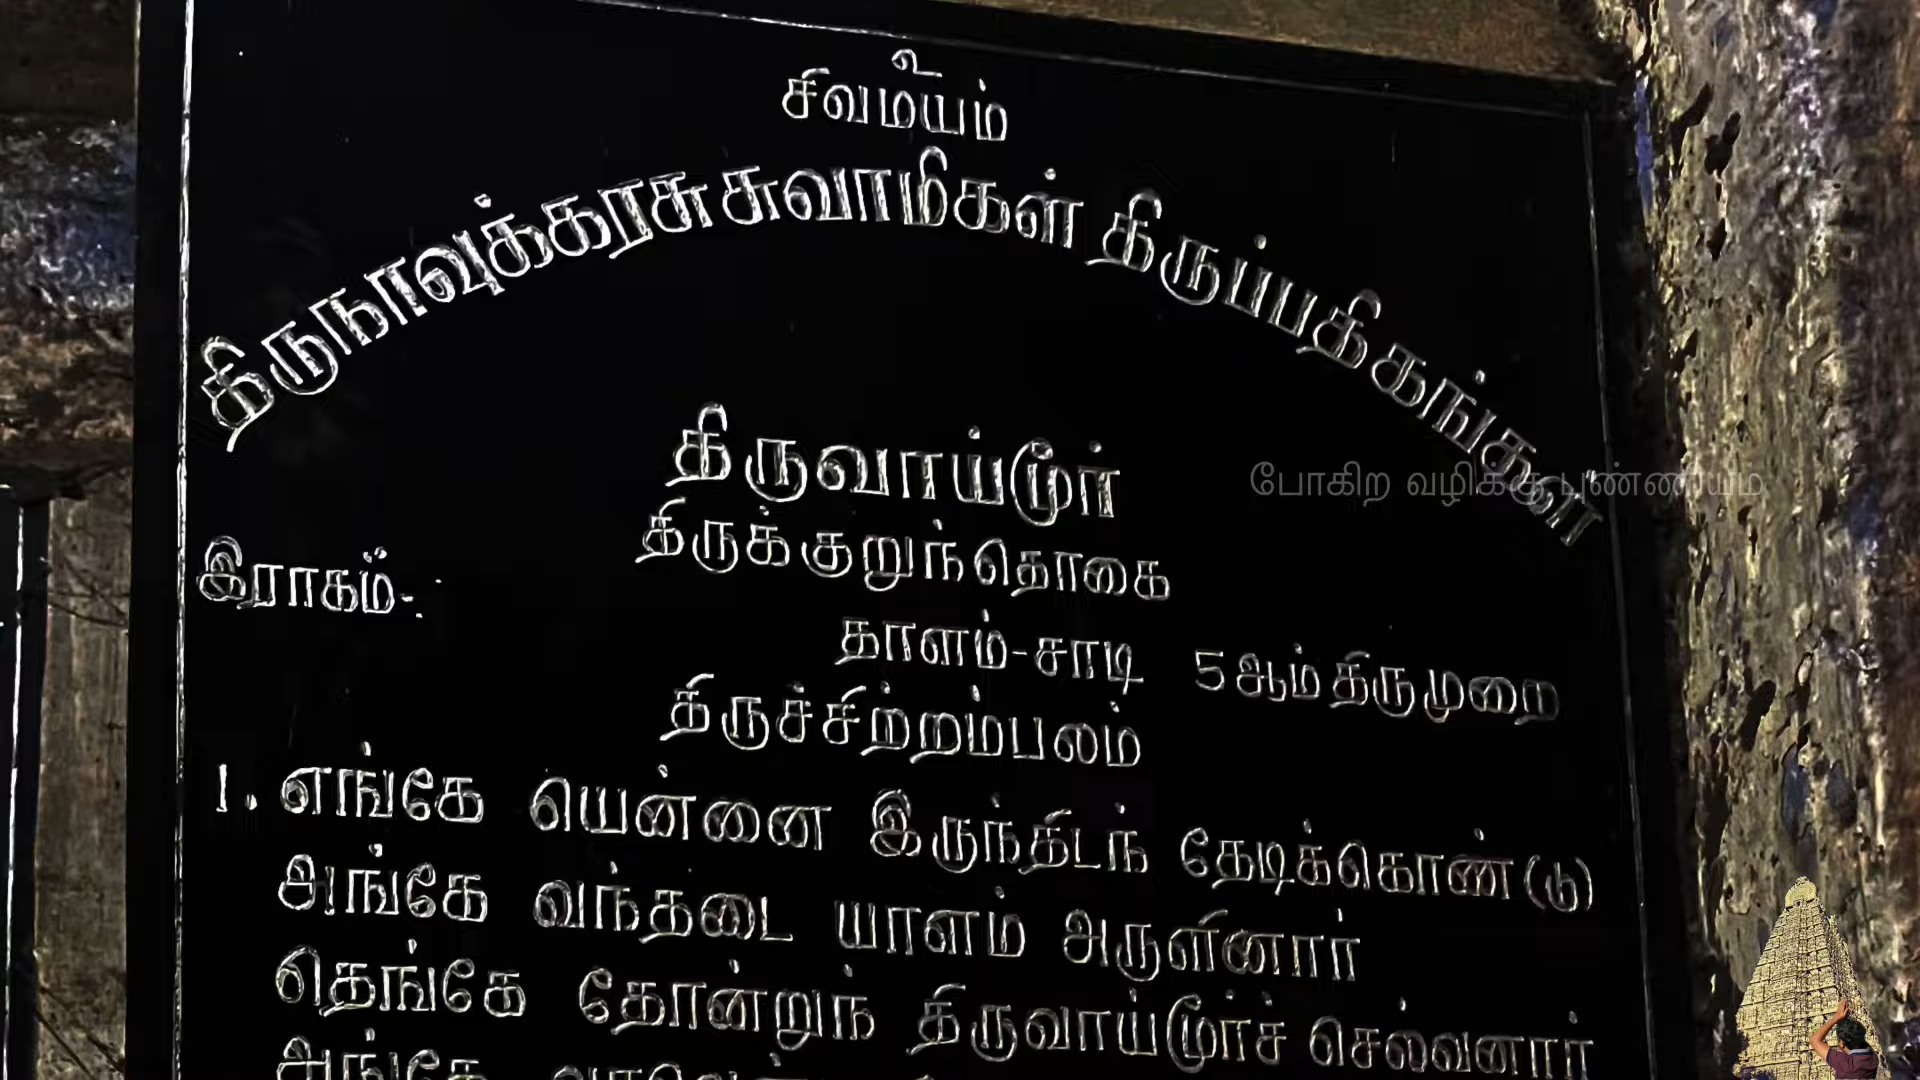 உ
சிவமயம்
திருநாவுக்கரசு சுவாமிகள் திருப்பதிகங்கள்
திருவாய்மூர்
திருக்குறுந்தொகை
இராகம்-:
தாளம்-சாடி 5ஆம் திருமுறை
திருச்சிற்றம்பலம்
1. எங்கே யென்னை இருந்திடந் தேடிக்கொண்(டு)
அங்கே வந்தடை யாளம் அருளினார்
தெங்கே தோன்றுந் திருவாய்மூர்ச் செல்வனார்
அங்கே
போகிற வழிக்கு புண்ணியம்